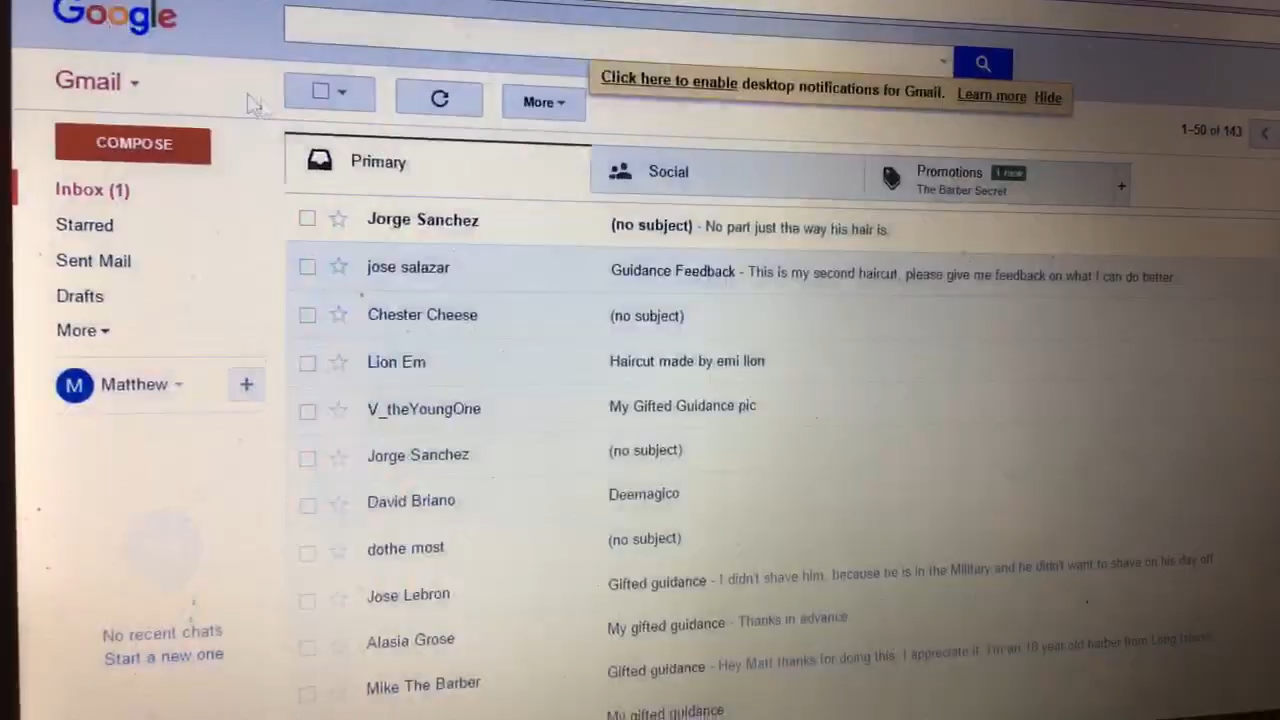 Google
Gmail
More
Click here to enable desktop notifications for Gmail. Learn more Hide
1-50 of 143
COMPOSE
Primary
Social
Promotions 1 new
The Barber Secret
+
Inbox (1)
Starred
Sent Mail
Drafts
More
M Matthew +
No recent chats
Start a new one
Jorge Sanchez (no subject) - No part just the way his hair is.
jose salazar Guidance Feedback - This is my second haircut, please give me feedback on what I can do better.
Chester Cheese (no subject)
Lion Em Haircut made by emi lion
V_theYoungOne My Gifted Guidance pic
Jorge Sanchez (no subject)
David Briano Deemagico
dothe most (no subject)
Jose Lebron Gifted guidance - I didn't shave him, because he is in the Military and he didn't want to shave on his day off
Alasia Grose My gifted guidance - Thanks in advance
Mike The Barber Gifted guidance - Hey Matt thanks for doing this. I appreciate it. I'm an 18 year old barber from Long
My gifted guidance